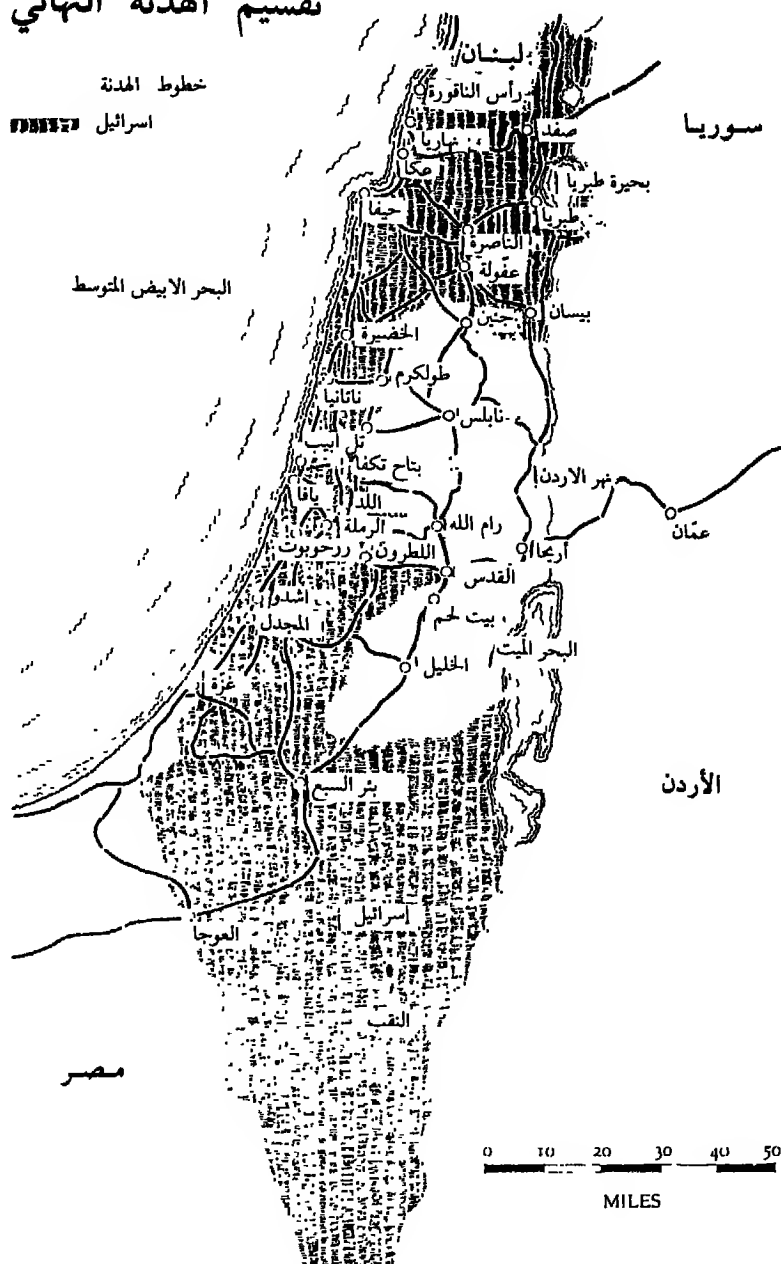 تقسيم الهدنة النهائي
خطوط الهدنة
اسرائيل
لبنان
رأس الناقورة
سوريا
صفد
نهاريا
عكا
بحيرة طبريا
طبريا
حيفا
الناصرة
عفولة
البحر الابيض المتوسط
بيسان
جنين
الخضيرة
طولكرم
ناتانيا
نابلس
تل ابيب
بتاح تكفا
نهر الاردن
يافا
اللد
عمّان
رام الله
الرملة
أريحا
اللطرون
رحوبوت
القدس
اشدو
بيت لحم
المجدل
البحر الميت
الخليل
غزة
بئر السبع
الأردن
إسرائيل
العوجا
النقب
مصر
0 10 20 30 40 50
MILES